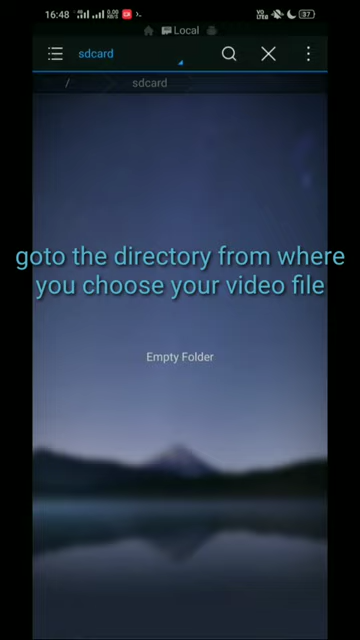 16:48
Local
sdcard
/ sdcard
goto the directory from where
you choose your video file
Empty Folder